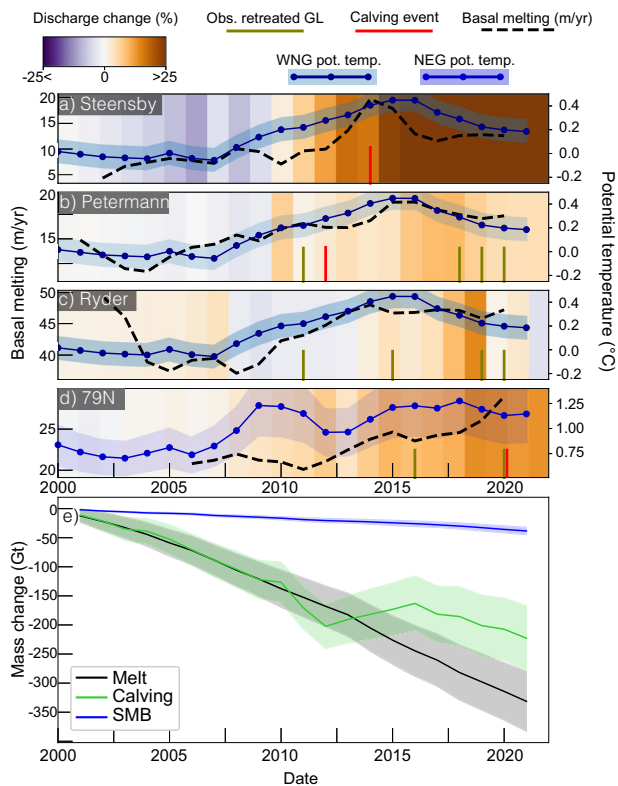 Discharge change (%)
-25< 0 >25
Obs. retreated GL
Calving event
Basal melting (m/yr)
WNG pot. temp.
NEG pot. temp.
a) Steensby
20
15
10
5
0.4
0.2
0.0
-0.2
b) Petermann
20
15
0.4
0.2
0.0
-0.2
c) Ryder
50
45
40
0.4
0.2
0.0
-0.2
d) 79N
25
20
1.25
1.00
0.75
Basal melting (m/yr)
Potential temperature (°C)
2000 2005 2010 2015 2020
e)
0
-50
-100
-150
-200
-250
-300
-350
Mass change (Gt)
Melt
Calving
SMB
2000 2005 2010 2015 2020
Date